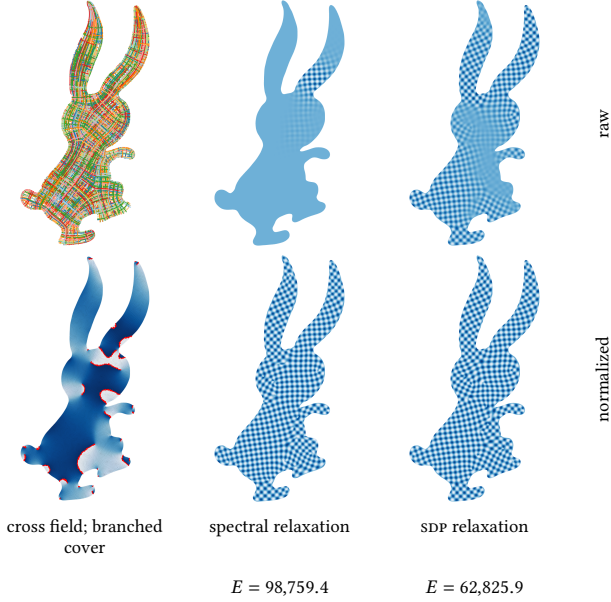 raw
normalized
cross field; branched
cover
spectral relaxation
SDP relaxation
E = 98,759.4
E = 62,825.9